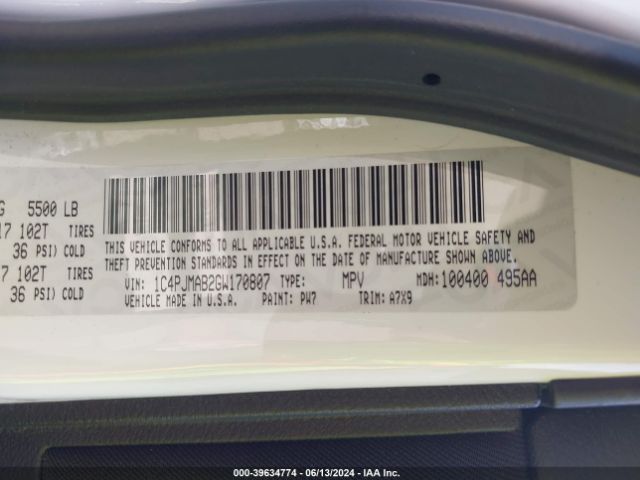 G 5500 LB
17 102T TIRES
36 PSI) COLD
7 102T TIRES
36 PSI) COLD
THIS VEHICLE CONFORMS TO ALL APPLICABLE U.S.A. FEDERAL MOTOR VEHICLE SAFETY AND
THEFT PREVENTION STANDARDS IN EFFECT ON THE DATE OF MANUFACTURE SHOWN ABOVE.
VIN: 1C4PJMAB2GW170807 TYPE: MPV MDH: 100400 495AA
VEHICLE MADE IN U.S.A. PAINT: PW7 TRIM: A7X9
000-39634774 - 06/13/2024 - IAA Inc.